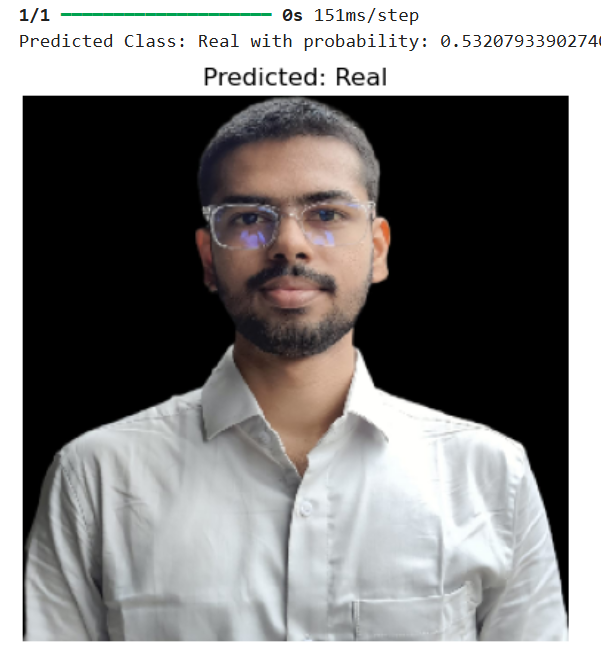 1/1 ━━━━━━━━━━━━━━━━━━━━ 0s 151ms/step
Predicted Class: Real with probability: 0.5320793390274
Predicted: Real